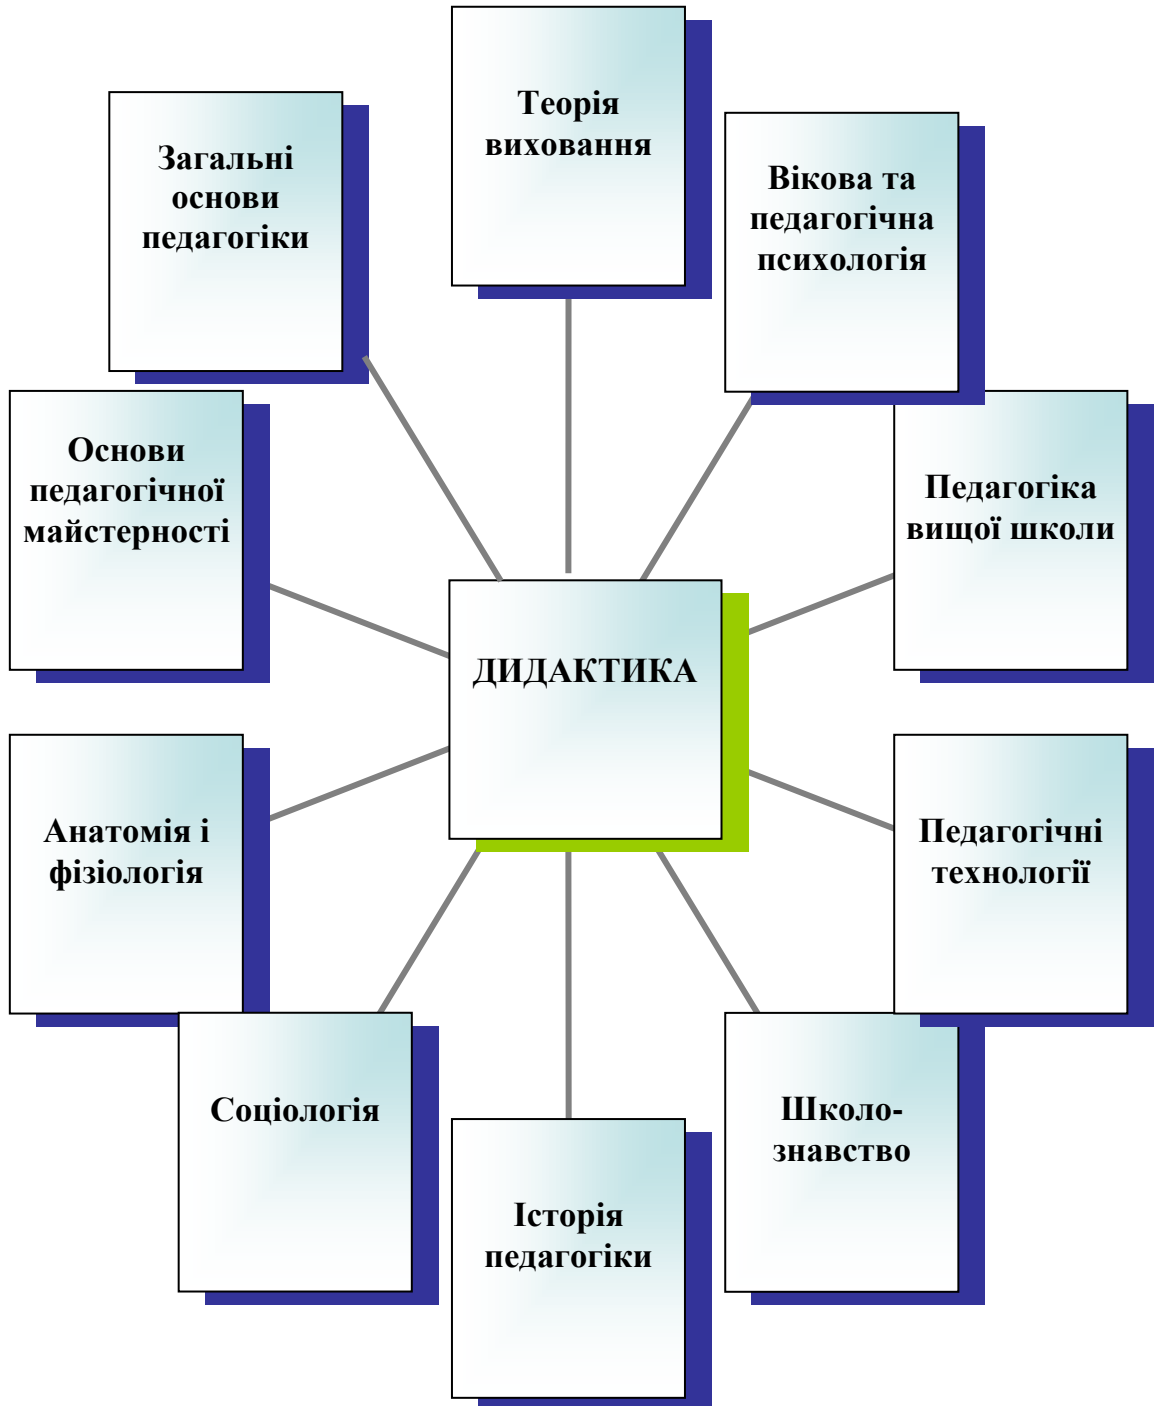 Теорія
виховання
Загальні
основи
педагогіки
Вікова та
педагогічна
психологія
Основи
педагогічної
майстерності
Педагогіка
вищої школи
ДИДАКТИКА
Анатомія і
фізіологія
Педагогічні
технології
Соціологія
Школо-
знавство
Історія
педагогіки